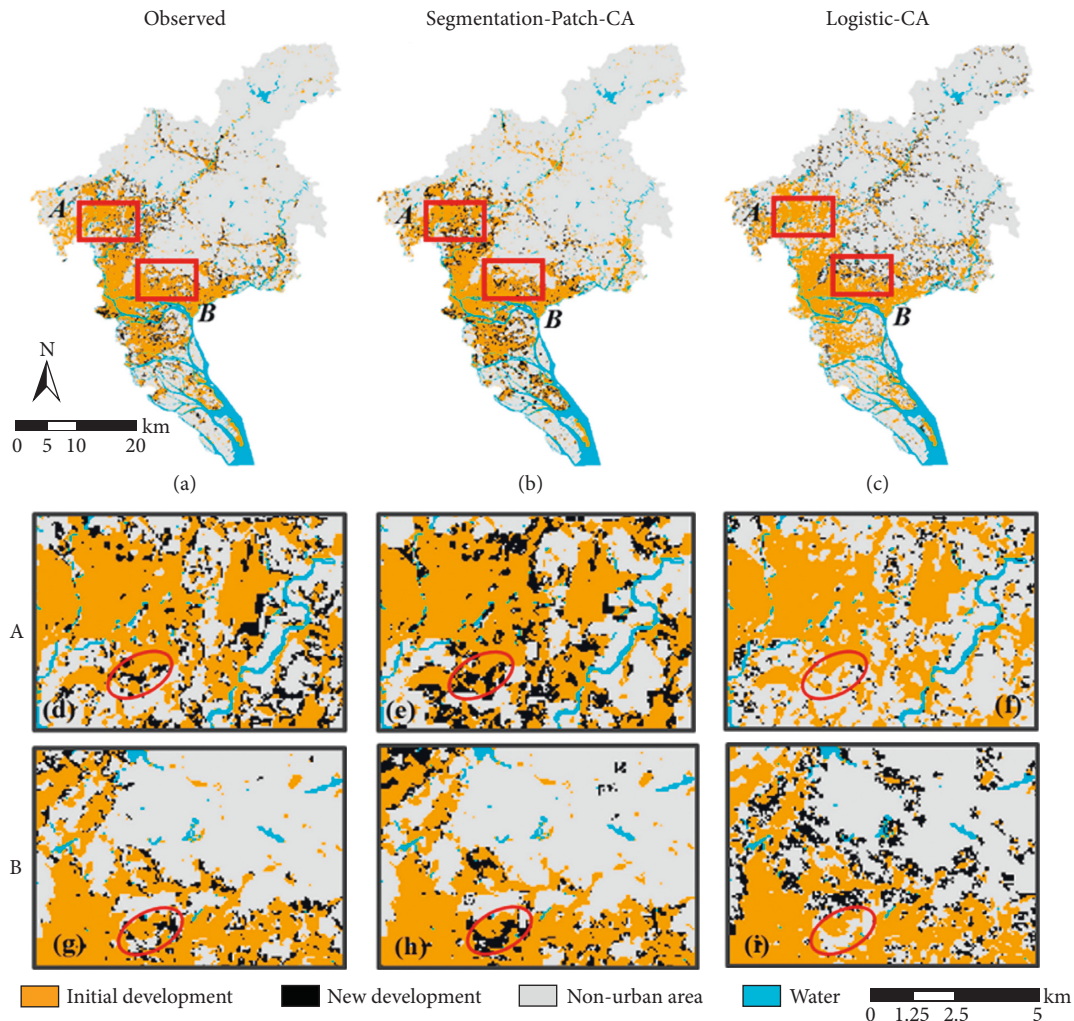 Observed
Segmentation-Patch-CA
Logistic-CA
A
B
A
B
A
B
N
km
0 5 10 20
(a)
(b)
(c)
A
(d)
(e)
(f)
B
(g)
(h)
(i)
Initial development
New development
Non-urban area
Water
km
0 1.25 2.5 5